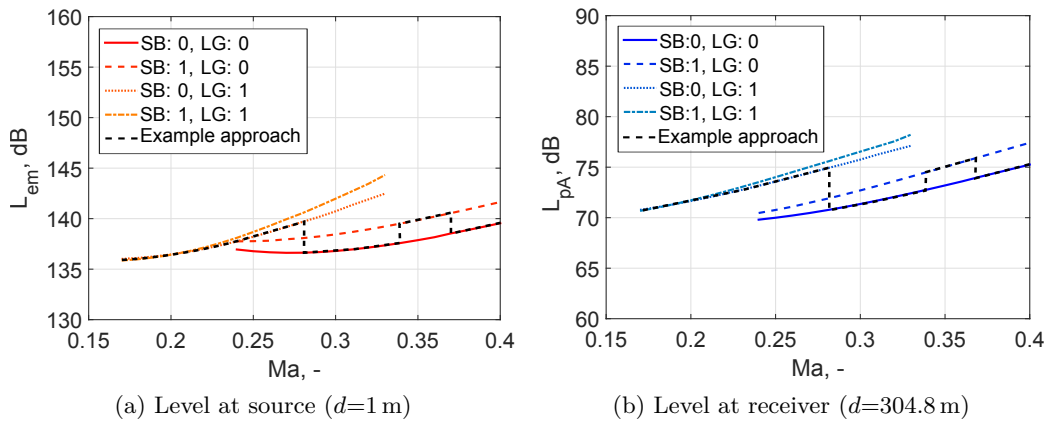 160
155
150
145
140
135
130
L_em, dB
SB: 0, LG: 0
SB: 1, LG: 0
SB: 0, LG: 1
SB: 1, LG: 1
Example approach
0.15 0.2 0.25 0.3 0.35 0.4
Ma, -
(a) Level at source (d=1 m)
90
85
80
75
70
65
60
L_pA, dB
SB:0, LG: 0
SB:1, LG: 0
SB:0, LG: 1
SB:1, LG: 1
Example approach
0.15 0.2 0.25 0.3 0.35 0.4
Ma, -
(b) Level at receiver (d=304.8 m)